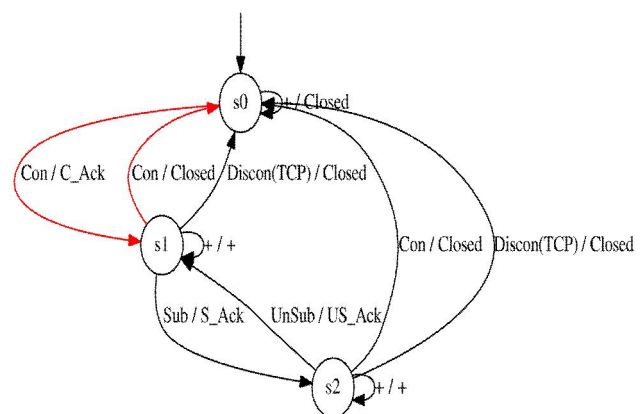 s0
+ / Closed
Con / C_Ack
Con / Closed
Discon(TCP) / Closed
s1
+ / +
Con / Closed
Discon(TCP) / Closed
Sub / S_Ack
UnSub / US_Ack
s2
+ / +